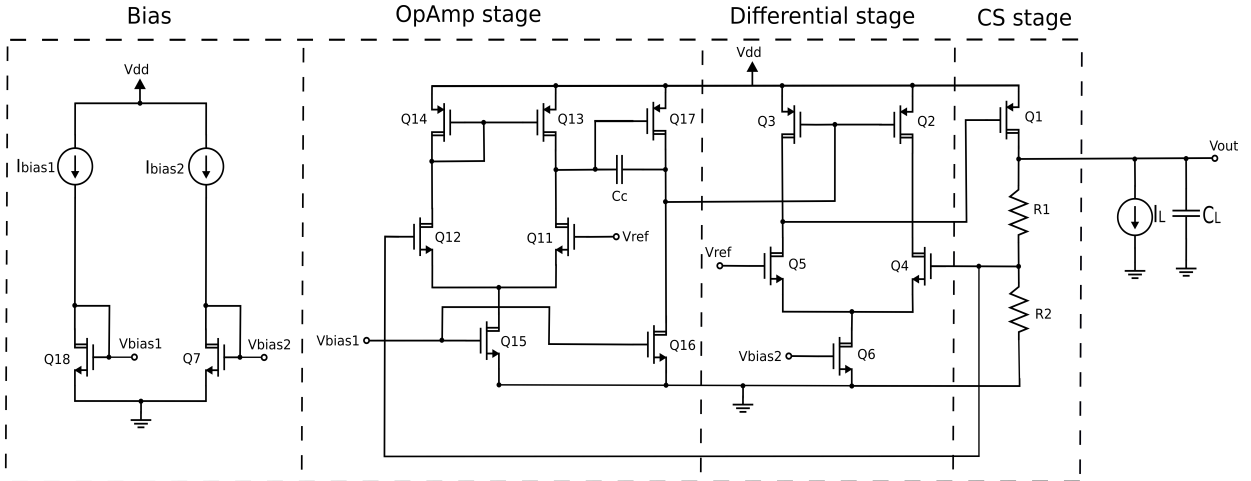 Bias
OpAmp stage
Differential stage
CS stage
Vdd
Vdd
Q14
Q13
Q17
Q3
Q2
Q1
Ibias1
Ibias2
Cc
Vout
R1
IL
CL
Q12
Q11
Vref
Vref
Q5
Q4
R2
Vbias1
Q18
Vbias2
Q7
Vbias1
Q15
Q16
Vbias2
Q6